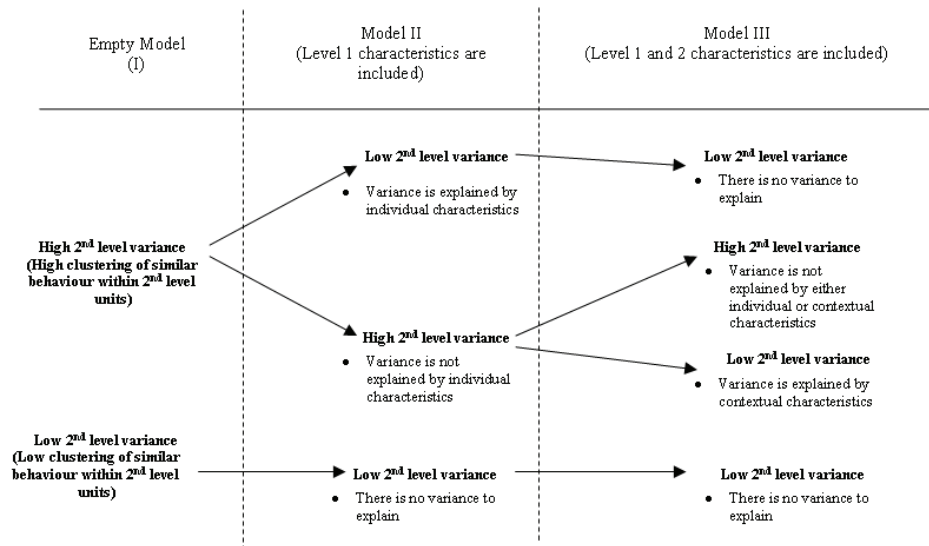 Empty Model
(I)
Model II
(Level 1 characteristics are
included)
Model III
(Level 1 and 2 characteristics are included)
High 2nd level variance
(High clustering of similar
behaviour within 2nd level
units)
Low 2nd level variance
• Variance is explained by
individual characteristics
Low 2nd level variance
• There is no variance to
explain
High 2nd level variance
• Variance is not
explained by individual
characteristics
High 2nd level variance
• Variance is not
explained by either
individual or contextual
characteristics
Low 2nd level variance
• Variance is explained by
contextual characteristics
Low 2nd level variance
(Low clustering of similar
behaviour within 2nd level
units)
Low 2nd level variance
• There is no variance to
explain
Low 2nd level variance
• There is no variance to
explain